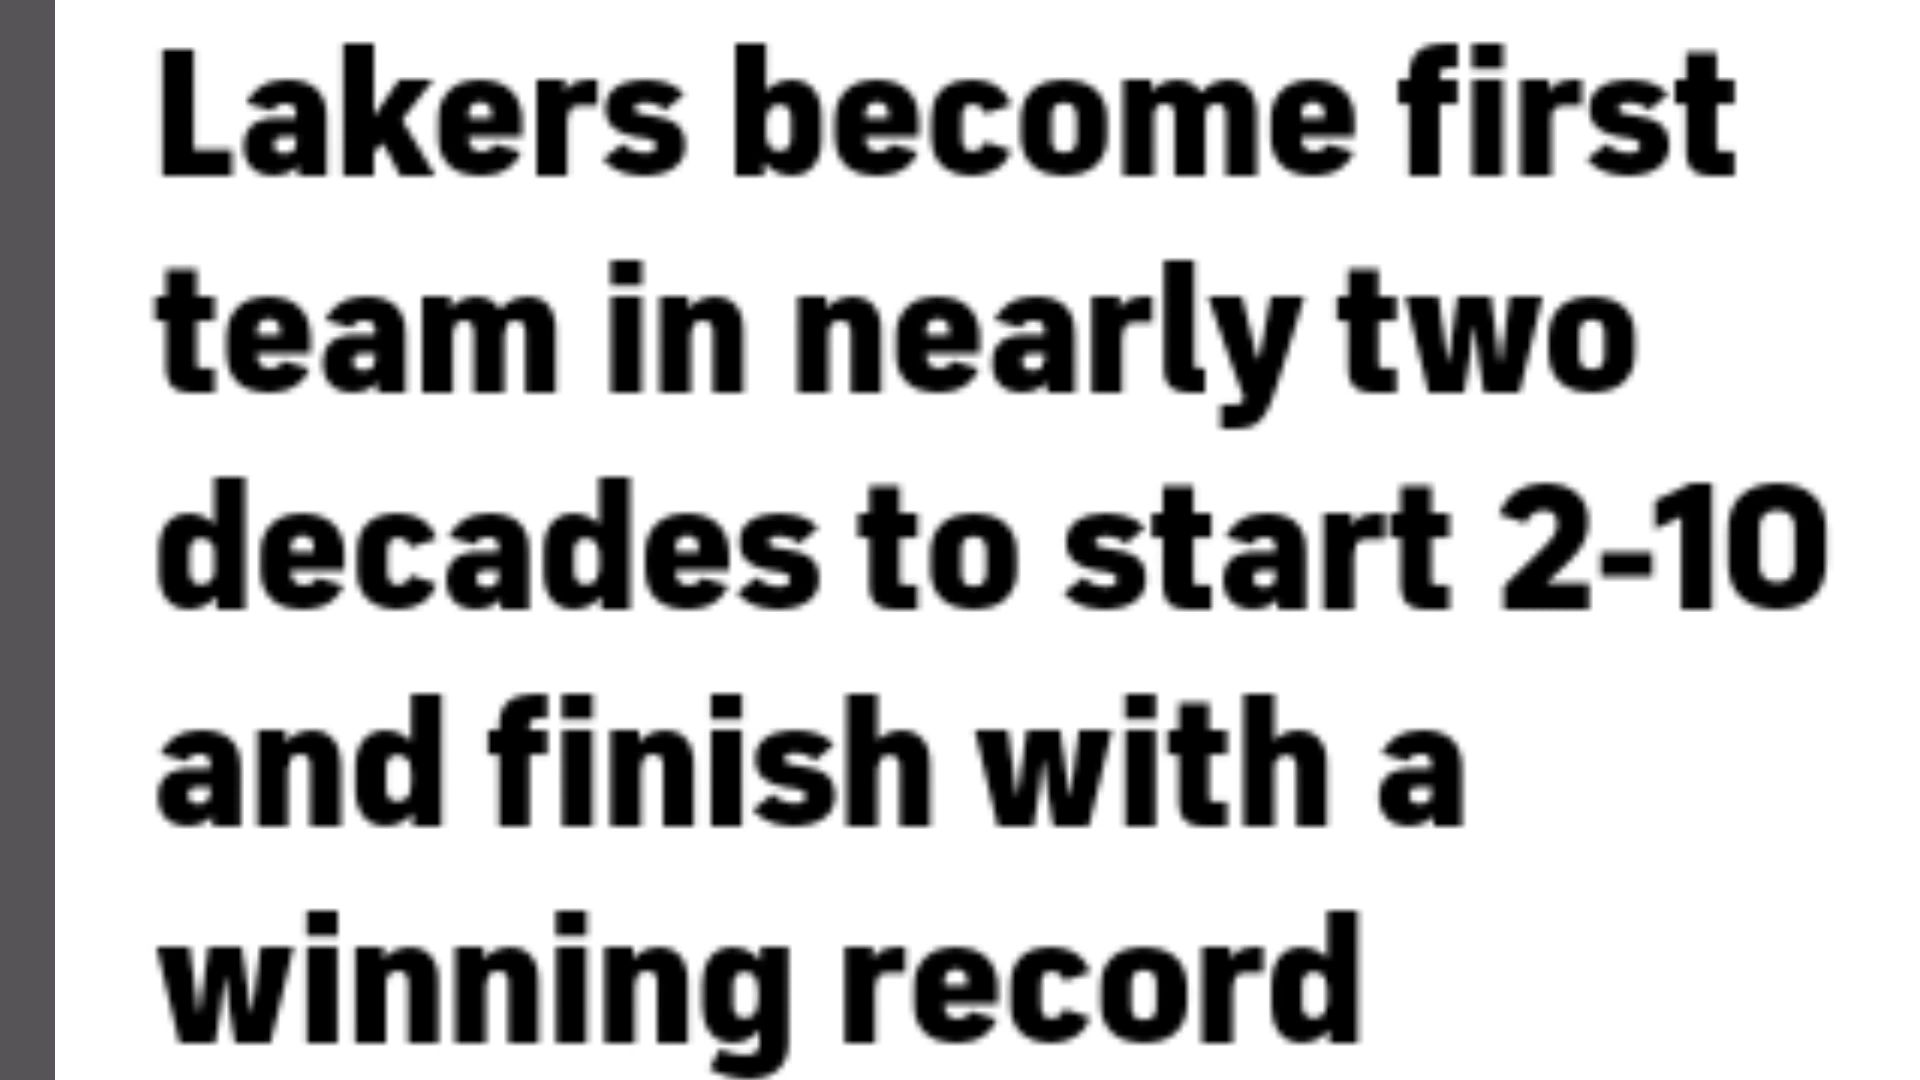 Lakers become first
team in nearly two
decades to start 2-10
and finish with a
winning record